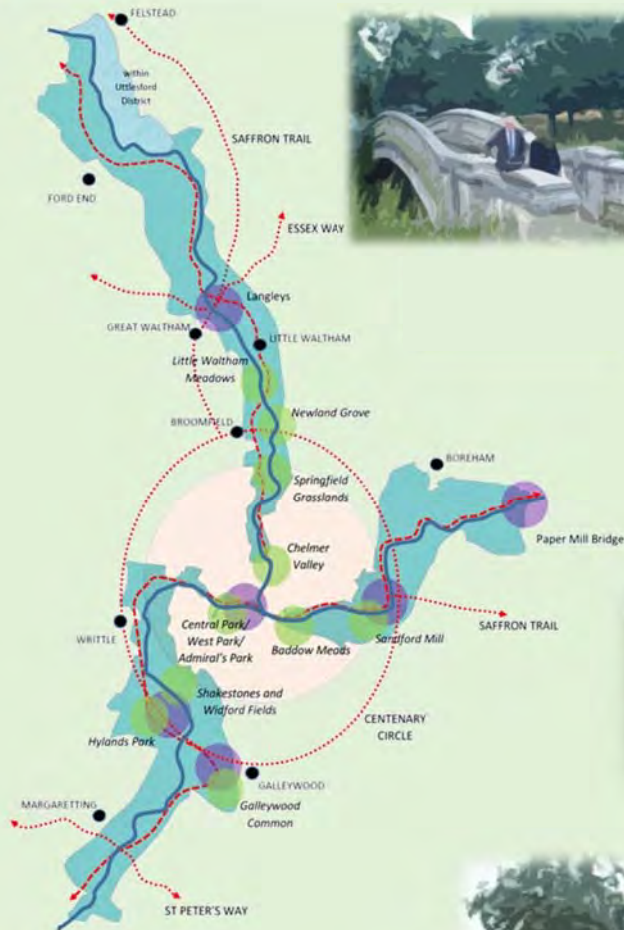 FELSTEAD
within
Uttlesford
District
SAFFRON TRAIL
FORD END
ESSEX WAY
Langleys
GREAT WALTHAM
LITTLE WALTHAM
Little Waltham
Meadows
Newland Grove
BROOMFIELD
BOREHAM
Springfield
Grasslands
Paper Mill Bridge
Chelmer
Valley
Central Park/
West Park/
Admiral's Park
Baddow Meads
Sandford Mill
SAFFRON TRAIL
WRITTLE
Shakestones and
Widford Fields
CENTENARY
CIRCLE
Hylands Park
GALLEYWOOD
Galleywood
Common
MARGARETTING
ST PETER'S WAY